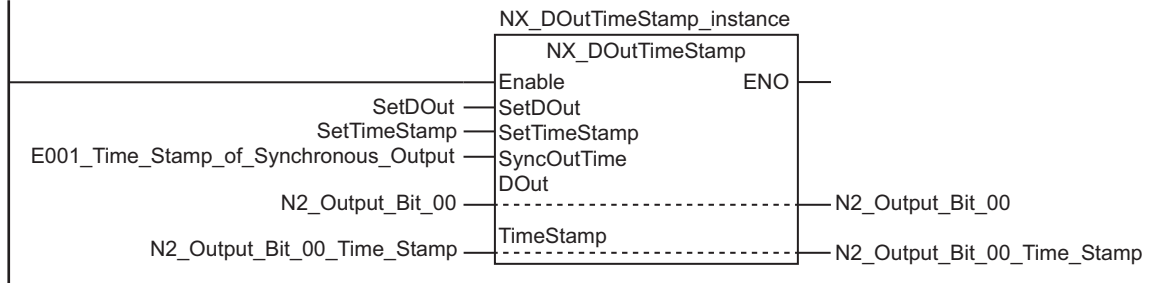 NX_DOutTimeStamp_instance
NX_DOutTimeStamp
Enable ENO
SetDOut SetDOut
SetTimeStamp SetTimeStamp
E001_Time_Stamp_of_Synchronous_Output SyncOutTime
DOut
N2_Output_Bit_00 N2_Output_Bit_00
TimeStamp
N2_Output_Bit_00_Time_Stamp N2_Output_Bit_00_Time_Stamp